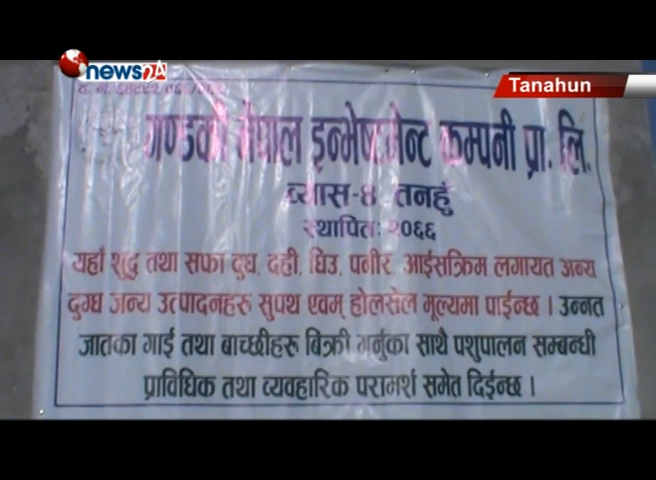 news24
Tanahun
गण्डकी नेपाल इन्भेष्टमेन्ट कम्पनी प्रा. लि.
व्यास-४ तनहुँ
स्थापित: २०६६
यहाँ शुद्ध तथा सफा दुध, दही, घिउ, पनीर, आईसक्रिम लगायत अन्य
दुग्ध जन्य उत्पादनहरु सुपथ एवम् होलसेल मूल्यमा पाईन्छ । उन्नत
जातका गाई तथा बाच्छीहरु बिक्री गर्नुका साथै पशुपालन सम्बन्धी
प्राविधिक तथा व्यवहारिक परामर्श समेत दिईन्छ ।